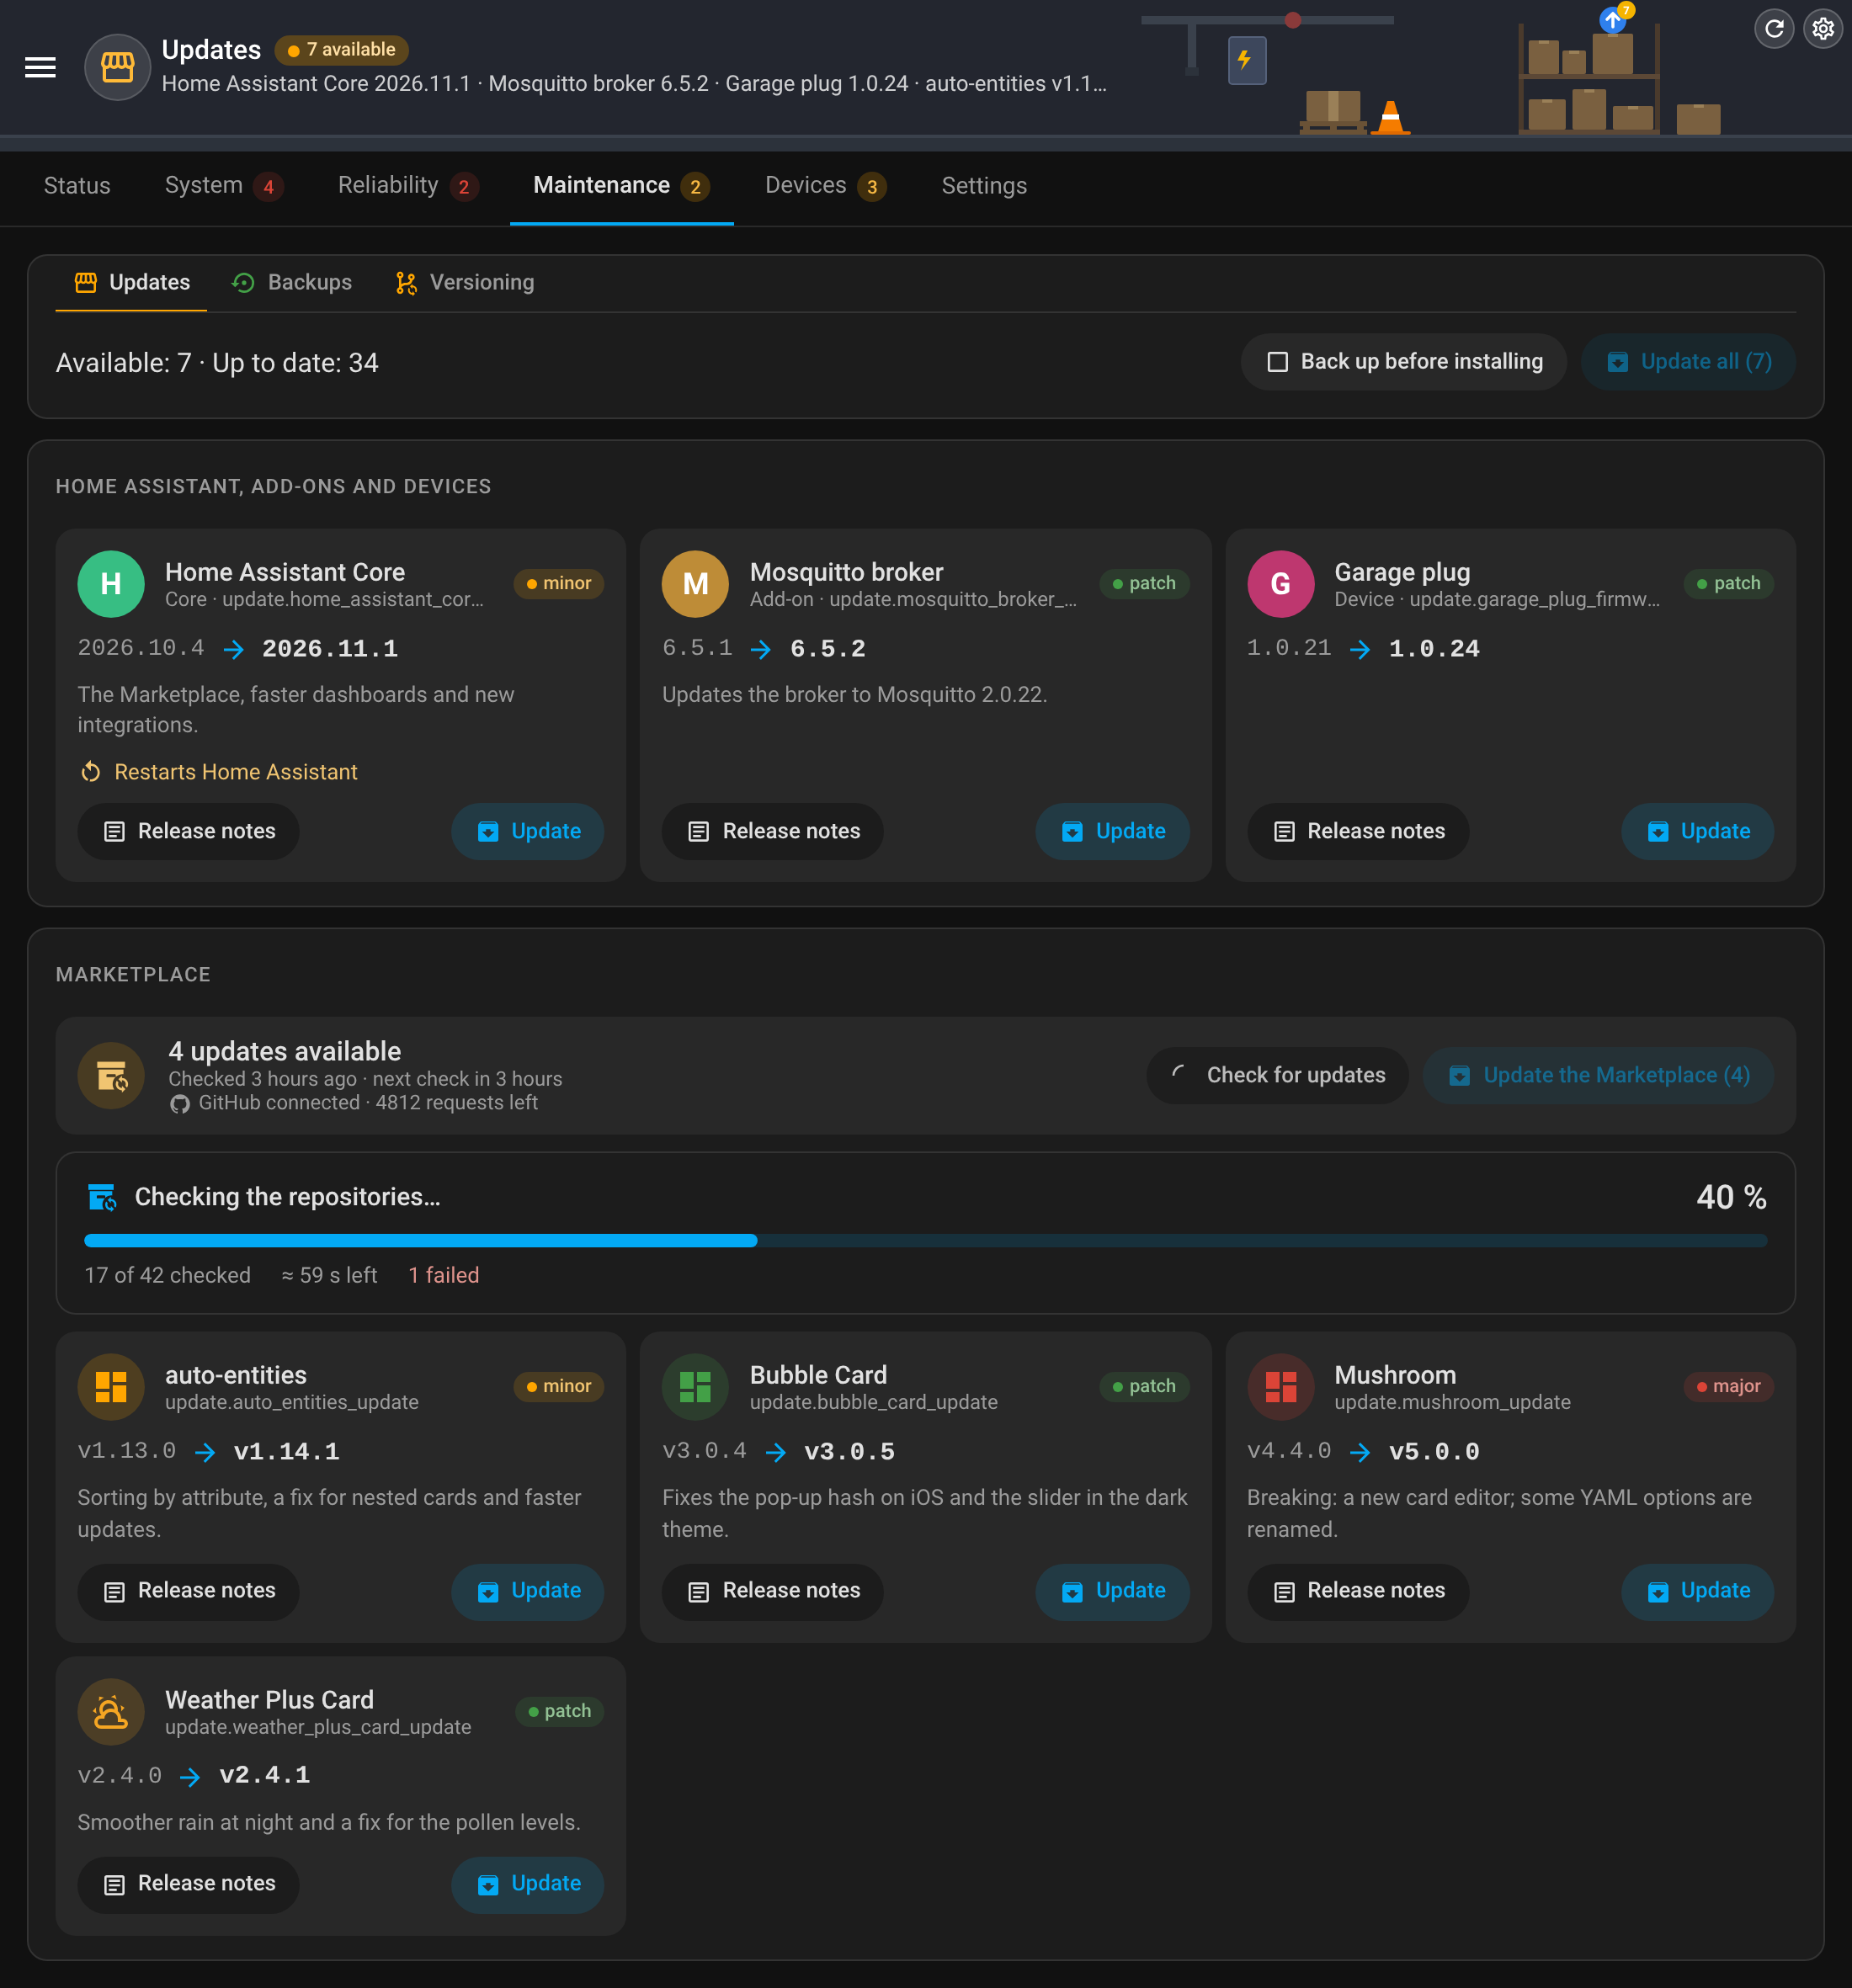 Updates
7 available
7
Home Assistant Core 2026.11.1 · Mosquitto broker 6.5.2 · Garage plug 1.0.24 · auto-entities v1.1…
Status
System 4
Reliability 2
Maintenance 2
Devices 3
Settings
Updates
Backups
Versioning
Available: 7 · Up to date: 34
Back up before installing
Update all (7)
HOME ASSISTANT, ADD-ONS AND DEVICES
H
Home Assistant Core
Core · update.home_assistant_cor…
minor
2026.10.4 → 2026.11.1
The Marketplace, faster dashboards and new
integrations.
Restarts Home Assistant
Release notes
Update
M
Mosquitto broker
Add-on · update.mosquitto_broker_…
patch
6.5.1 → 6.5.2
Updates the broker to Mosquitto 2.0.22.
Release notes
Update
G
Garage plug
Device · update.garage_plug_firmw…
patch
1.0.21 → 1.0.24
Release notes
Update
MARKETPLACE
4 updates available
Checked 3 hours ago · next check in 3 hours
GitHub connected · 4812 requests left
Check for updates
Update the Marketplace (4)
Checking the repositories…
40 %
17 of 42 checked
≈ 59 s left
1 failed
auto-entities
update.auto_entities_update
minor
v1.13.0 → v1.14.1
Sorting by attribute, a fix for nested cards and faster
updates.
Release notes
Update
Bubble Card
update.bubble_card_update
patch
v3.0.4 → v3.0.5
Fixes the pop-up hash on iOS and the slider in the dark
theme.
Release notes
Update
Mushroom
update.mushroom_update
major
v4.4.0 → v5.0.0
Breaking: a new card editor; some YAML options are
renamed.
Release notes
Update
Weather Plus Card
update.weather_plus_card_update
patch
v2.4.0 → v2.4.1
Smoother rain at night and a fix for the pollen levels.
Release notes
Update